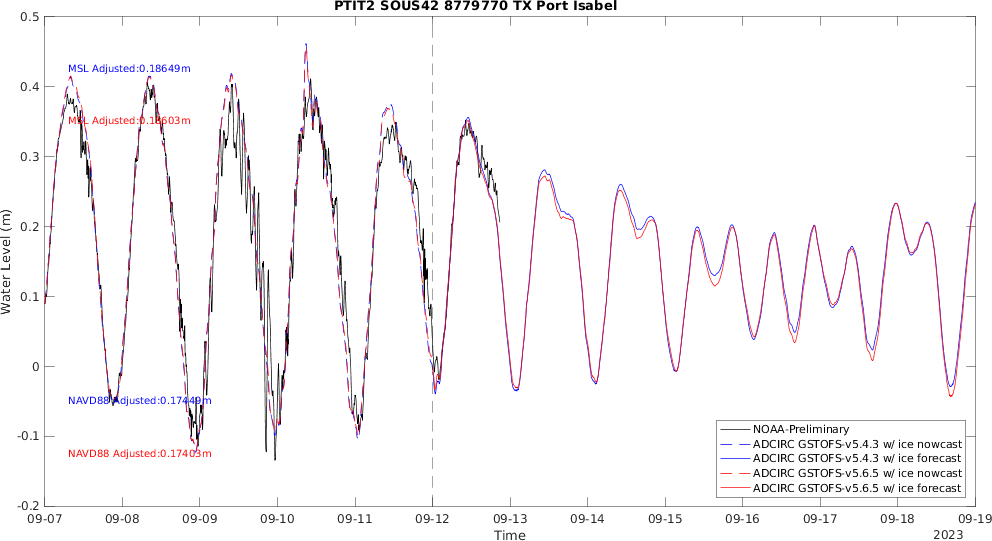 PTIT2 SOUS42 8779770 TX Port Isabel
0.5
0.4
0.3
0.2
0.1
0
-0.1
-0.2
Water Level (m)
MSL Adjusted:0.18649m
MSL Adjusted:0.18603m
NAVD88 Adjusted:0.17449m
NAVD88 Adjusted:0.17403m
NOAA-Preliminary
ADCIRC GSTOFS-v5.4.3 w/ ice nowcast
ADCIRC GSTOFS-v5.4.3 w/ ice forecast
ADCIRC GSTOFS-v5.6.5 w/ ice nowcast
ADCIRC GSTOFS-v5.6.5 w/ ice forecast
09-07 09-08 09-09 09-10 09-11 09-12 09-13 09-14 09-15 09-16 09-17 09-18 09-19
Time
2023